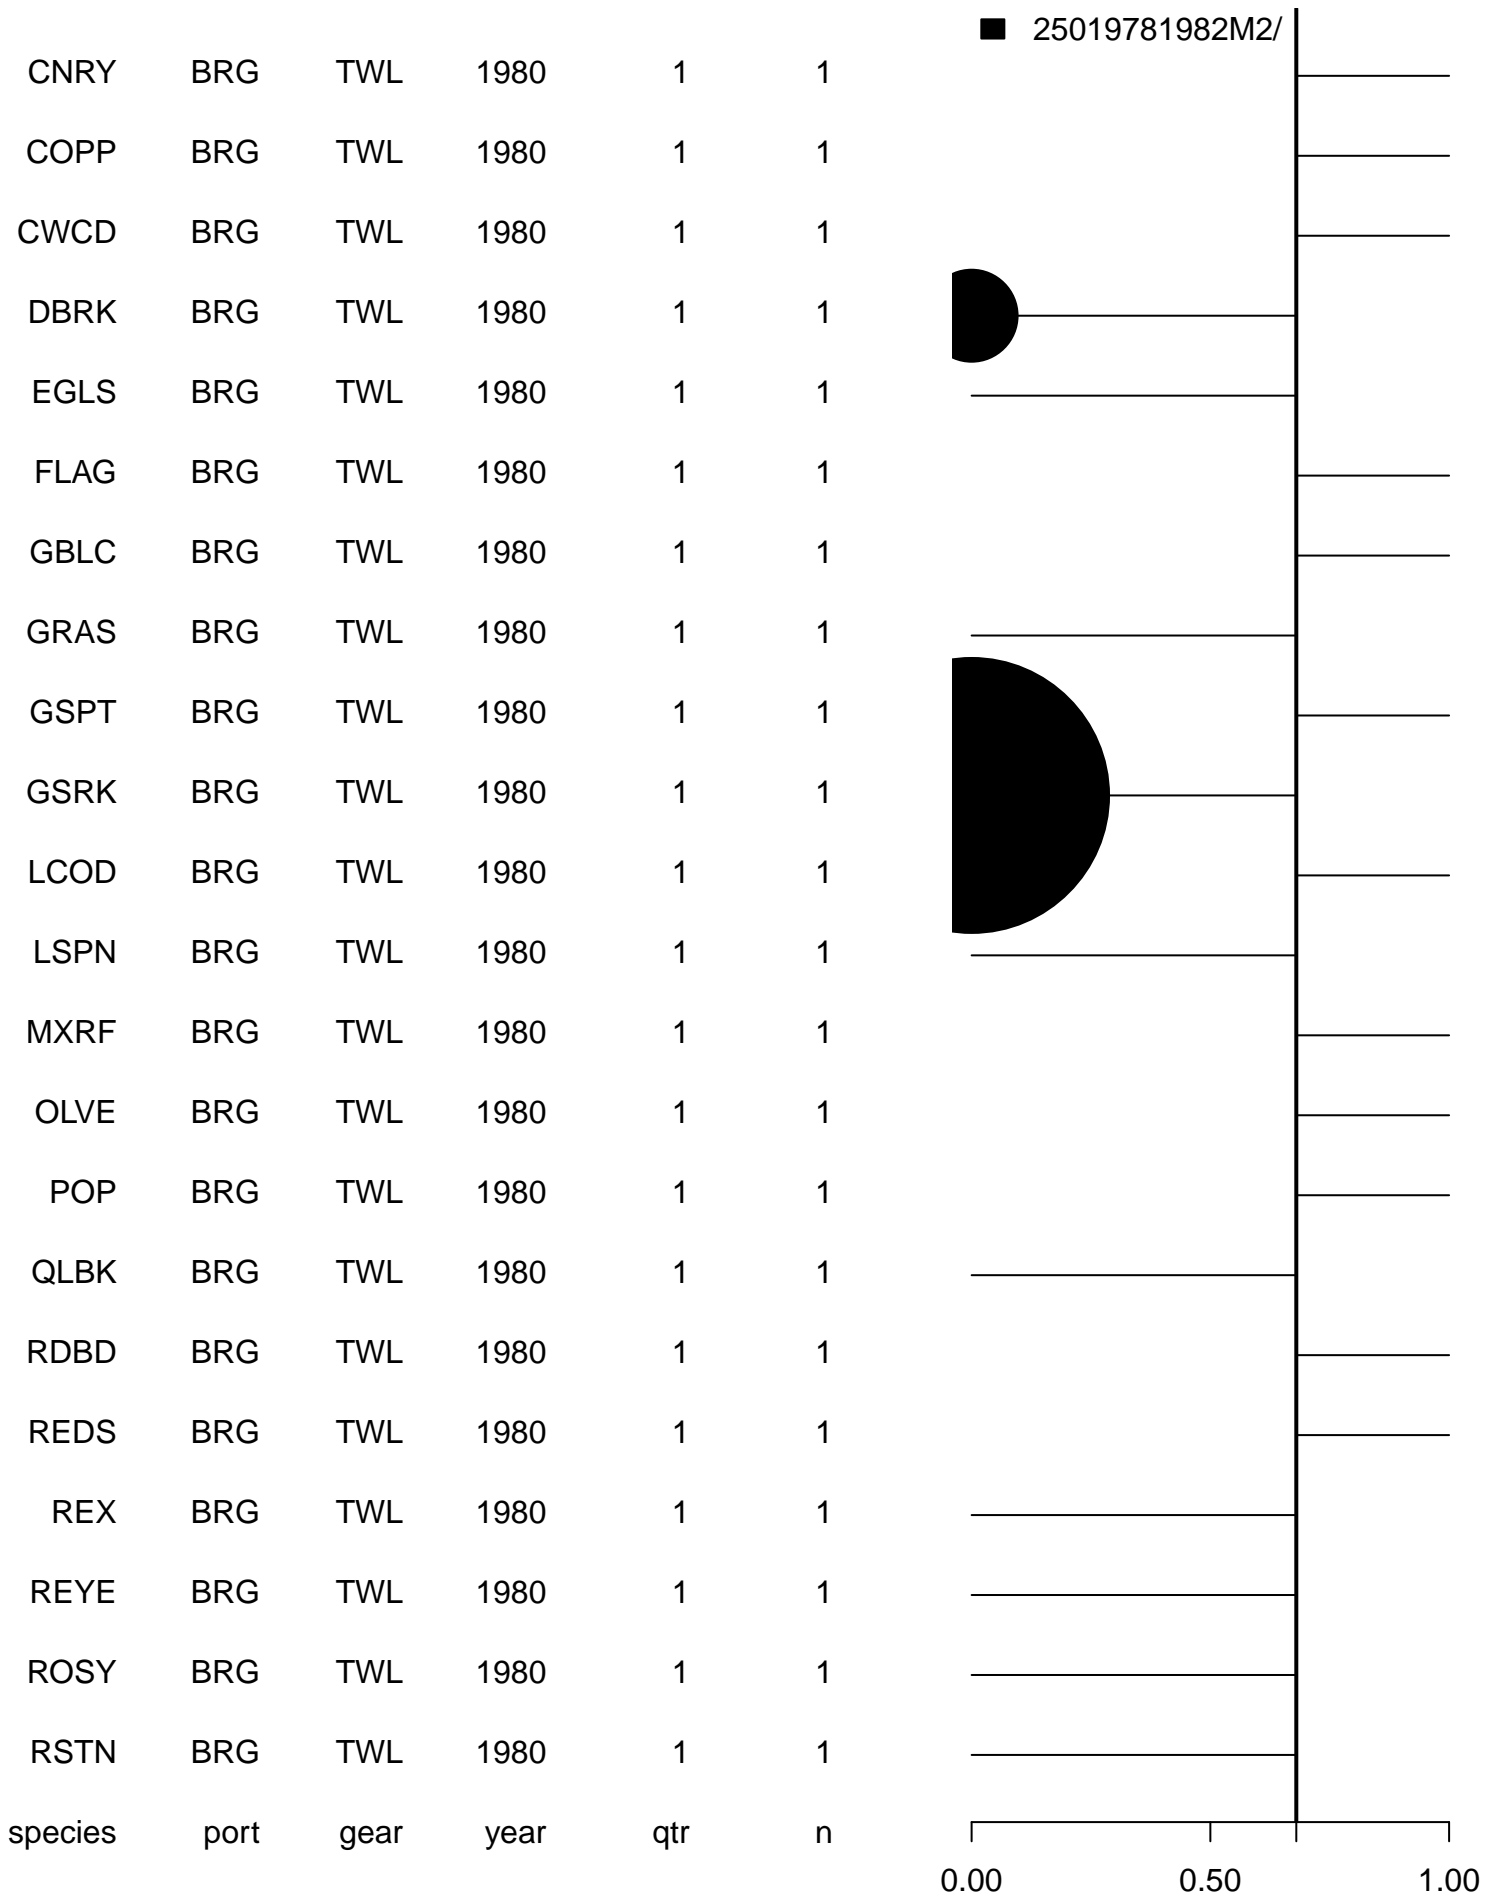 25019781982M2/
CNRY BRG TWL 1980 1 1
COPP BRG TWL 1980 1 1
CWCD BRG TWL 1980 1 1
DBRK BRG TWL 1980 1 1
EGLS BRG TWL 1980 1 1
FLAG BRG TWL 1980 1 1
GBLC BRG TWL 1980 1 1
GRAS BRG TWL 1980 1 1
GSPT BRG TWL 1980 1 1
GSRK BRG TWL 1980 1 1
LCOD BRG TWL 1980 1 1
LSPN BRG TWL 1980 1 1
MXRF BRG TWL 1980 1 1
OLVE BRG TWL 1980 1 1
POP BRG TWL 1980 1 1
QLBK BRG TWL 1980 1 1
RDBD BRG TWL 1980 1 1
REDS BRG TWL 1980 1 1
REX BRG TWL 1980 1 1
REYE BRG TWL 1980 1 1
ROSY BRG TWL 1980 1 1
RSTN BRG TWL 1980 1 1
species port gear year qtr n
0.00 0.50 1.00